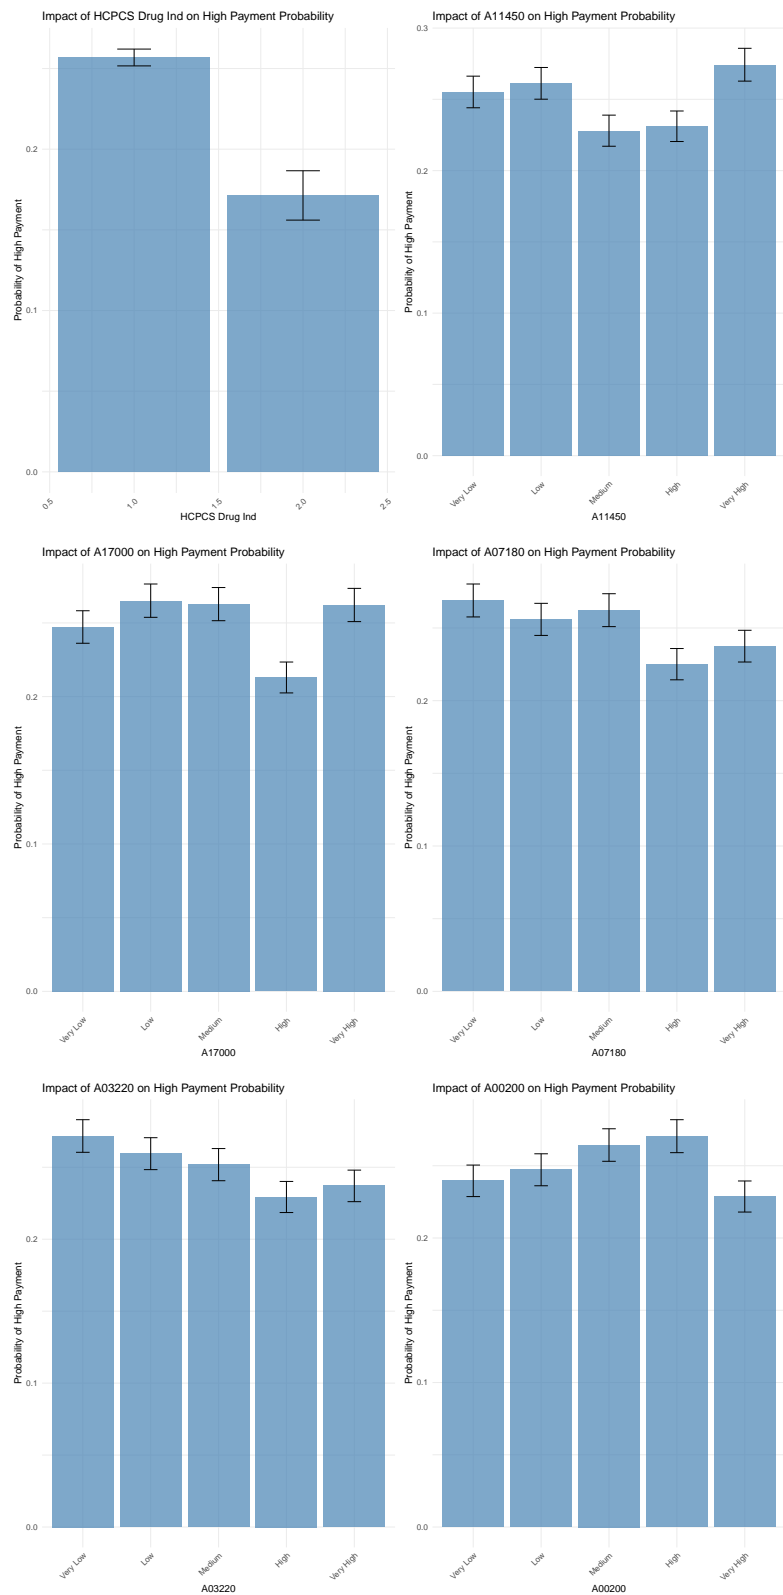 Impact of HCPCS Drug Ind on High Payment Probability
Probability of High Payment
0.2
0.1
0.0
0.5
1.0
1.5
2.0
2.5
HCPCS Drug Ind
Impact of A11450 on High Payment Probability
Probability of High Payment
0.3
0.2
0.1
0.0
Very Low
Low
Medium
High
Very High
A11450
Impact of A17000 on High Payment Probability
Probability of High Payment
0.2
0.1
0.0
Very Low
Low
Medium
High
Very High
A17000
Impact of A07180 on High Payment Probability
Probability of High Payment
0.2
0.1
0.0
Very Low
Low
Medium
High
Very High
A07180
Impact of A03220 on High Payment Probability
Probability of High Payment
0.2
0.1
0.0
Very Low
Low
Medium
High
Very High
A03220
Impact of A00200 on High Payment Probability
Probability of High Payment
0.2
0.1
0.0
Very Low
Low
Medium
High
Very High
A00200